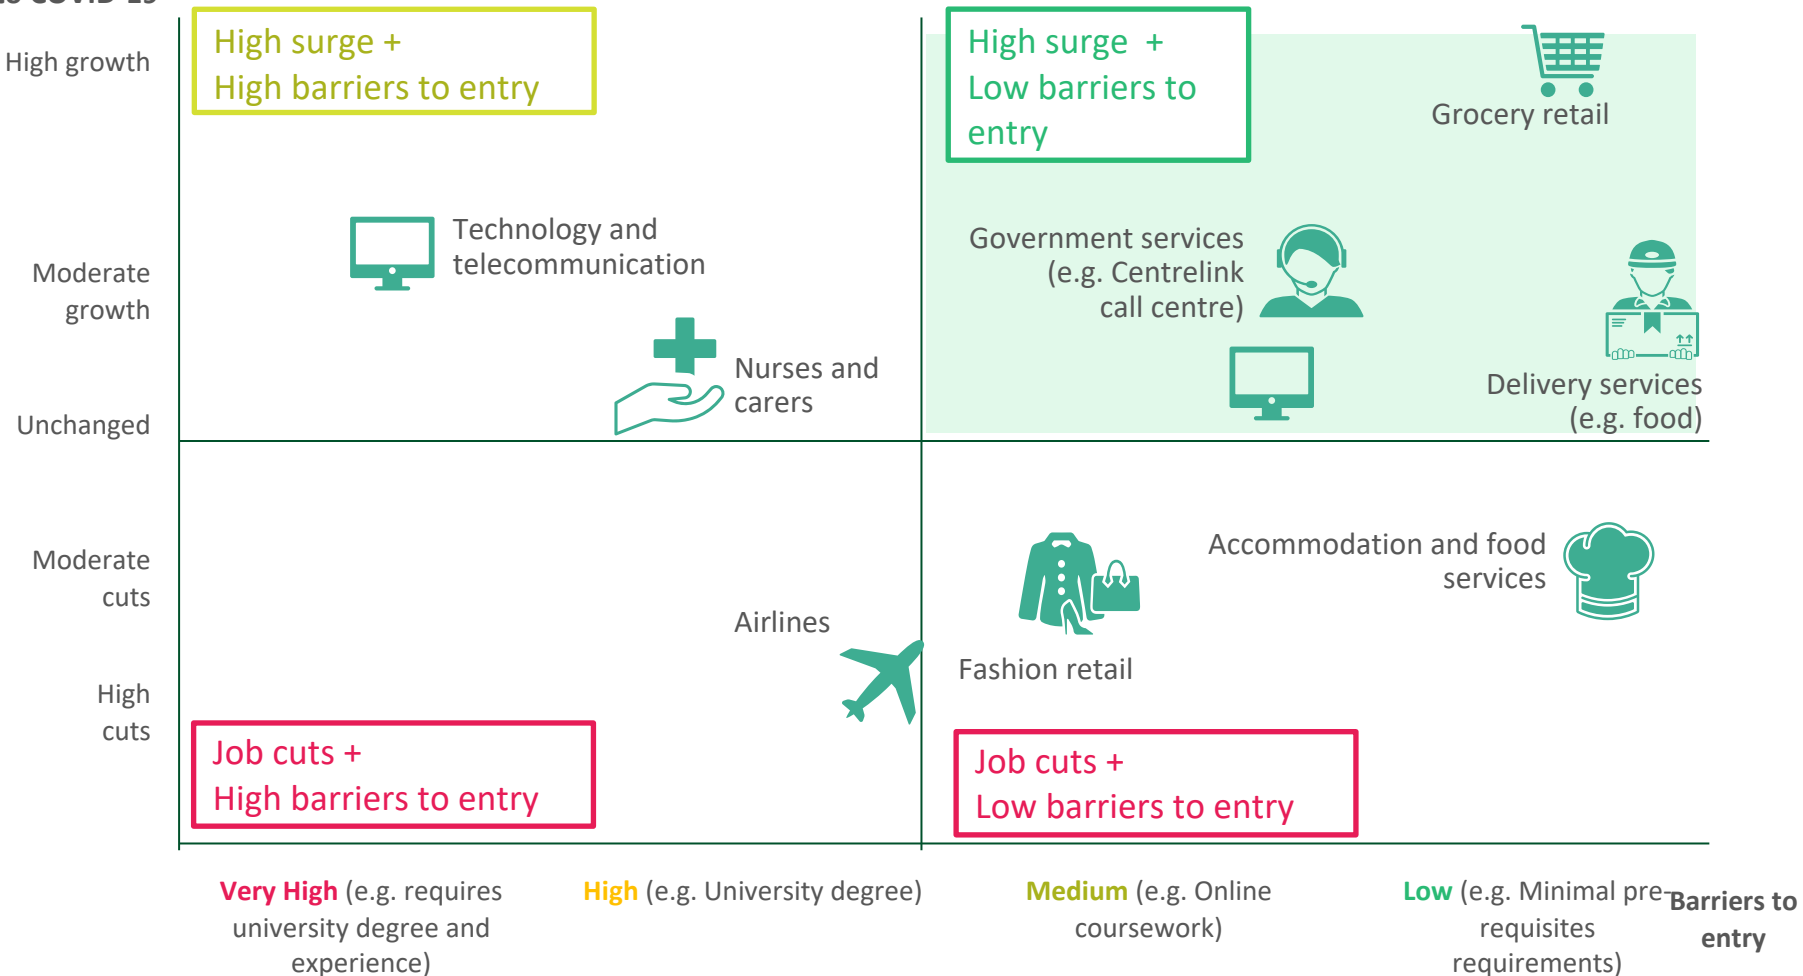 COVID-19
High growth
High surge +
High barriers to entry
High surge +
Low barriers to
entry
Grocery retail
Technology and
telecommunication
Government services
(e.g. Centrelink
call centre)
Moderate
growth
Nurses and
carers
Delivery services
(e.g. food)
Unchanged
Accommodation and food
services
Moderate
cuts
Airlines
Fashion retail
High
cuts
Job cuts +
High barriers to entry
Job cuts +
Low barriers to entry
Very High (e.g. requires
university degree and
experience)
High (e.g. University degree)
Medium (e.g. Online
coursework)
Low (e.g. Minimal pre-
requisites
requirements)
Barriers to
entry